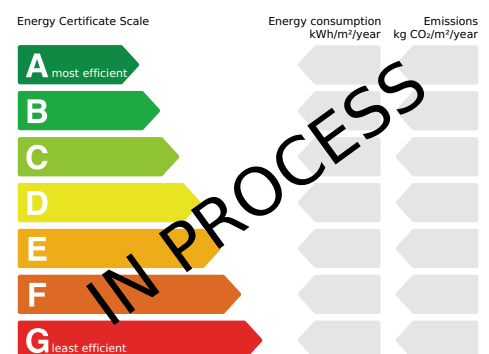 Energy Certificate Scale
Energy consumption
kWh/m²/year
Emissions
kg CO₂/m²/year
A most efficient
B
C
D
E
F
G least efficient
IN PROCESS